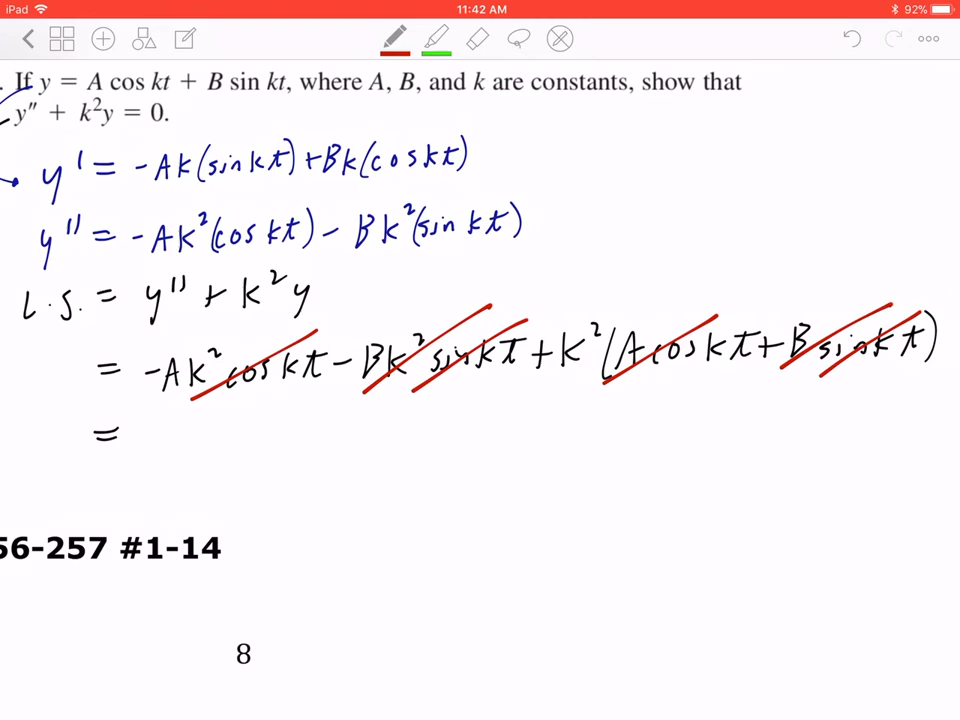 iPad 11:42 AM 92%
. If y = A cos kt + B sin kt, where A, B, and k are constants, show that
y″ + k²y = 0.
y' = -Ak(sin kt) + Bk(cos kt)
y'' = -Ak²(cos kt) - Bk²(sin kt)
L.S. = y'' + k²y
= -Ak² cos kt - Bk² sin kt + k²(A cos kt + B sin kt)
=
56-257 #1-14
8